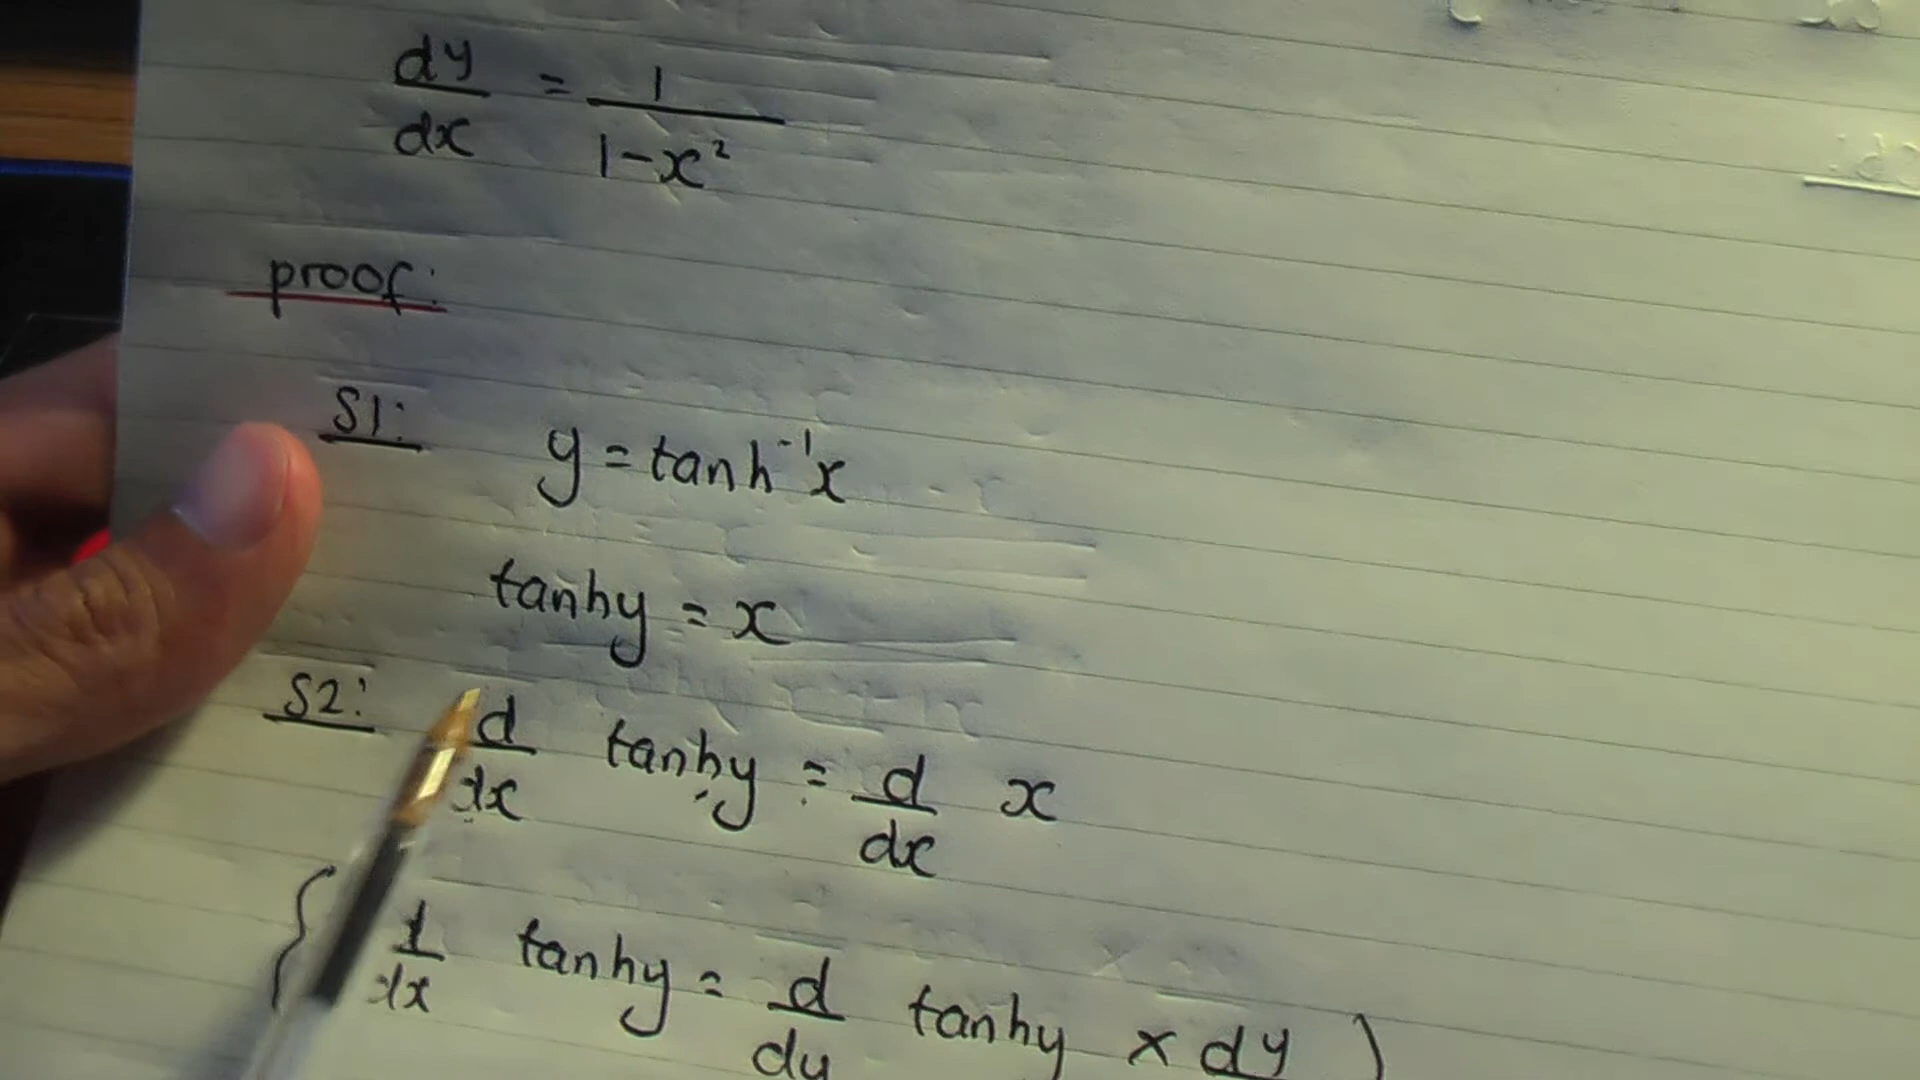 dy/dx = 1/(1-x²)
proof:
S1: y = tanh⁻¹x
tanhy = x
S2: d/dx tanhy = d/dx x
{ d/dx tanhy = d/dy tanhy × dy )